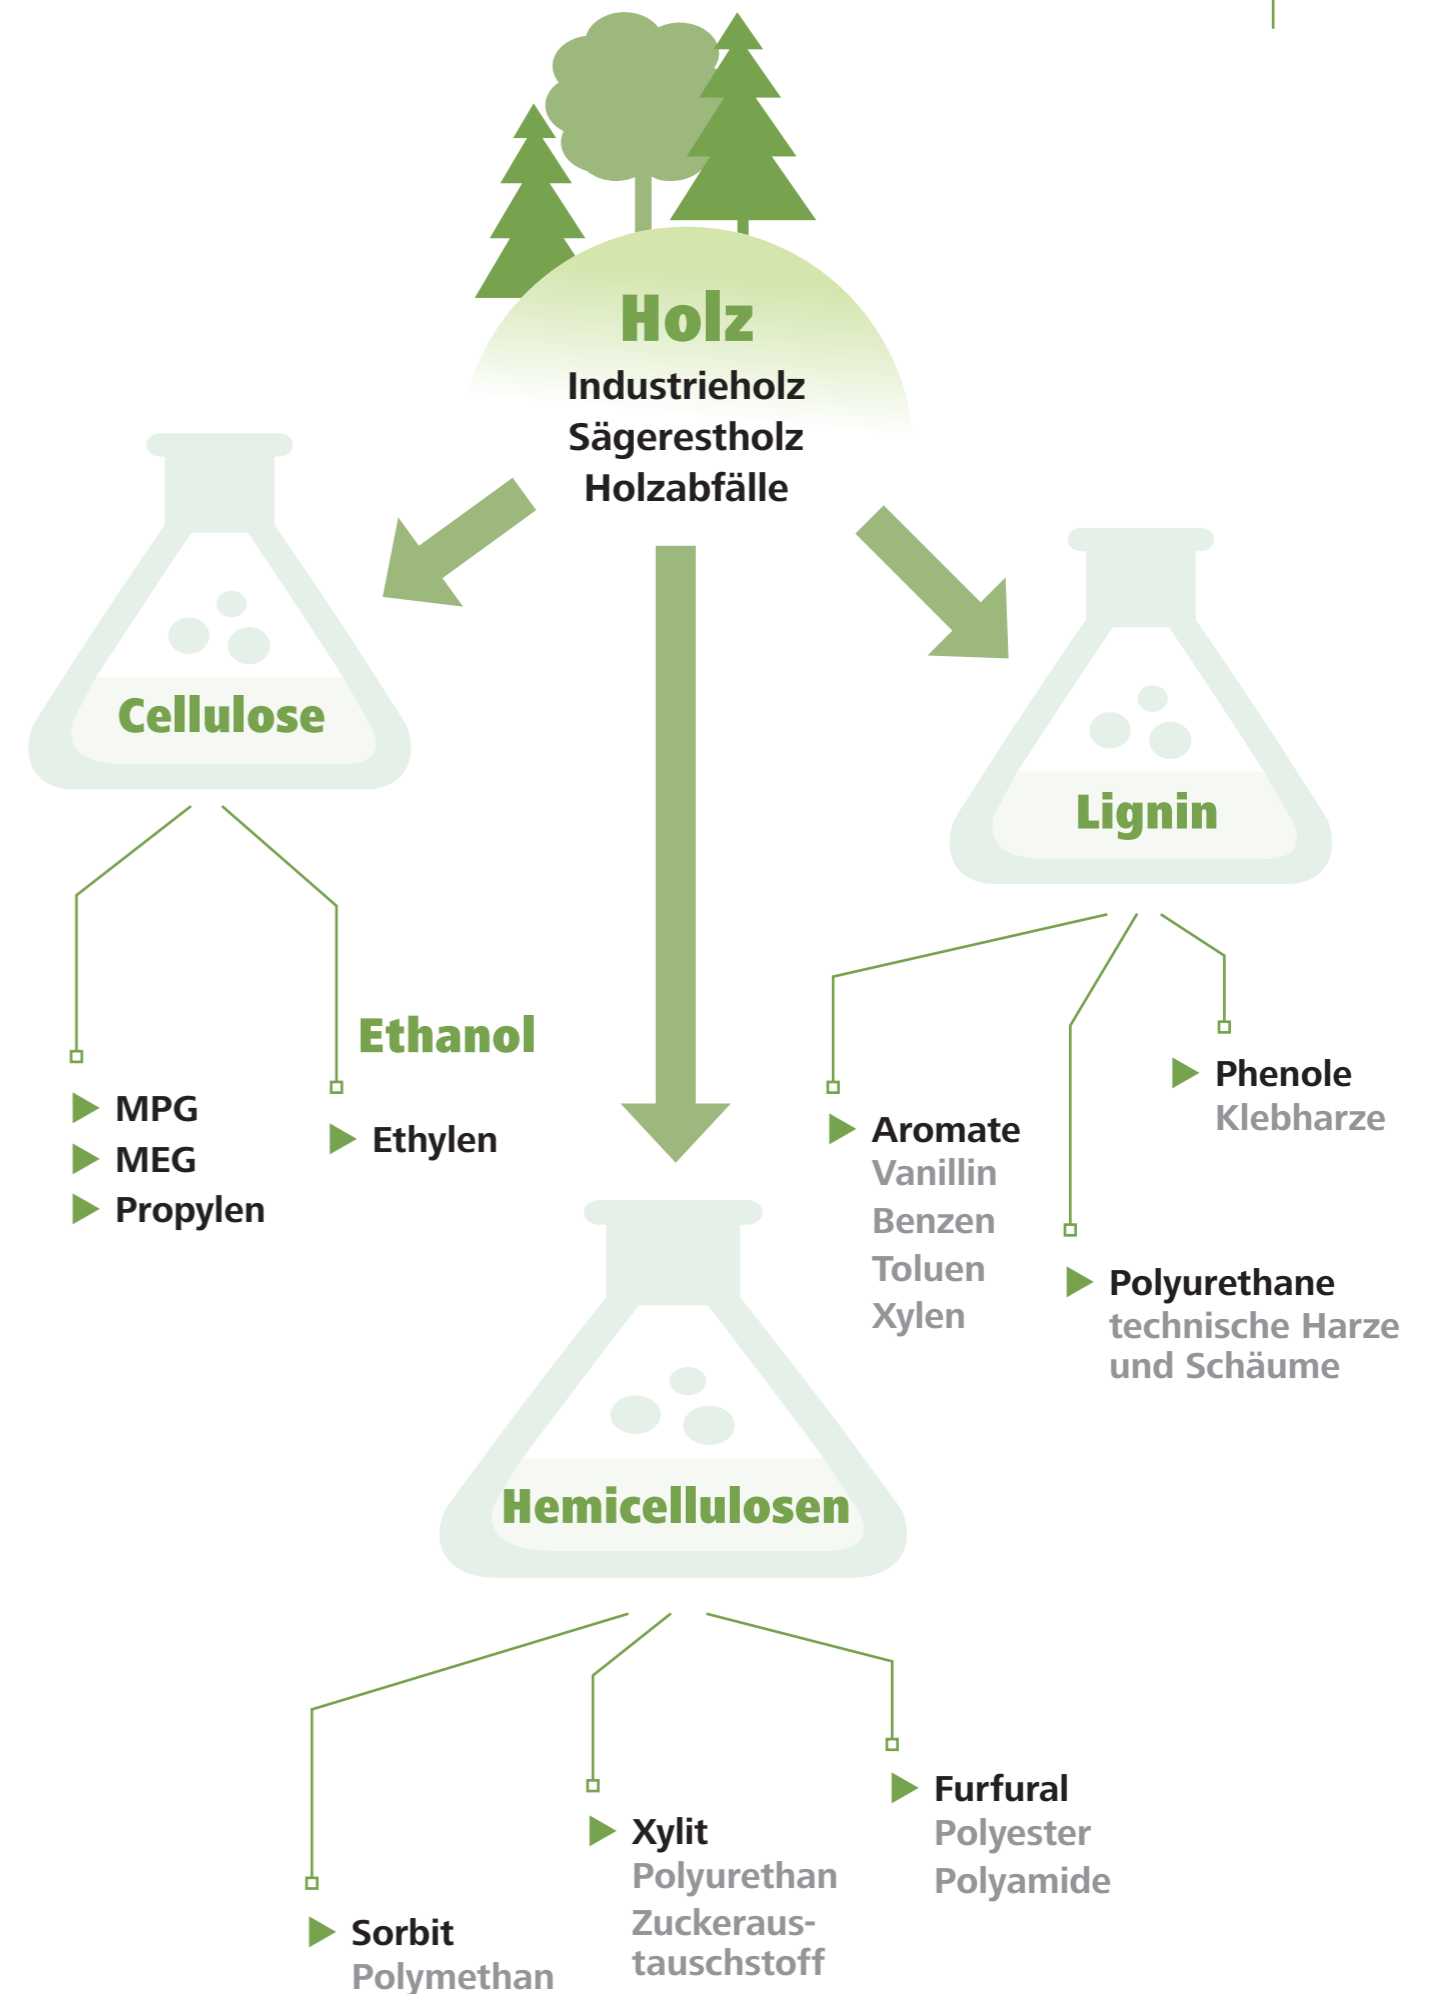 Holz
Industrieholz
Sägerestholz
Holzabfälle
Cellulose
MPG
MEG
Propylen
Ethanol
Ethylen
Lignin
Aromate
Vanillin
Benzen
Toluen
Xylen
Polyurethane
technische Harze
und Schäume
Phenole
Klebharze
Hemicellulosen
Sorbit
Polymethan
Xylit
Polyurethan
Zuckeraus-
tauschstoff
Furfural
Polyester
Polyamide